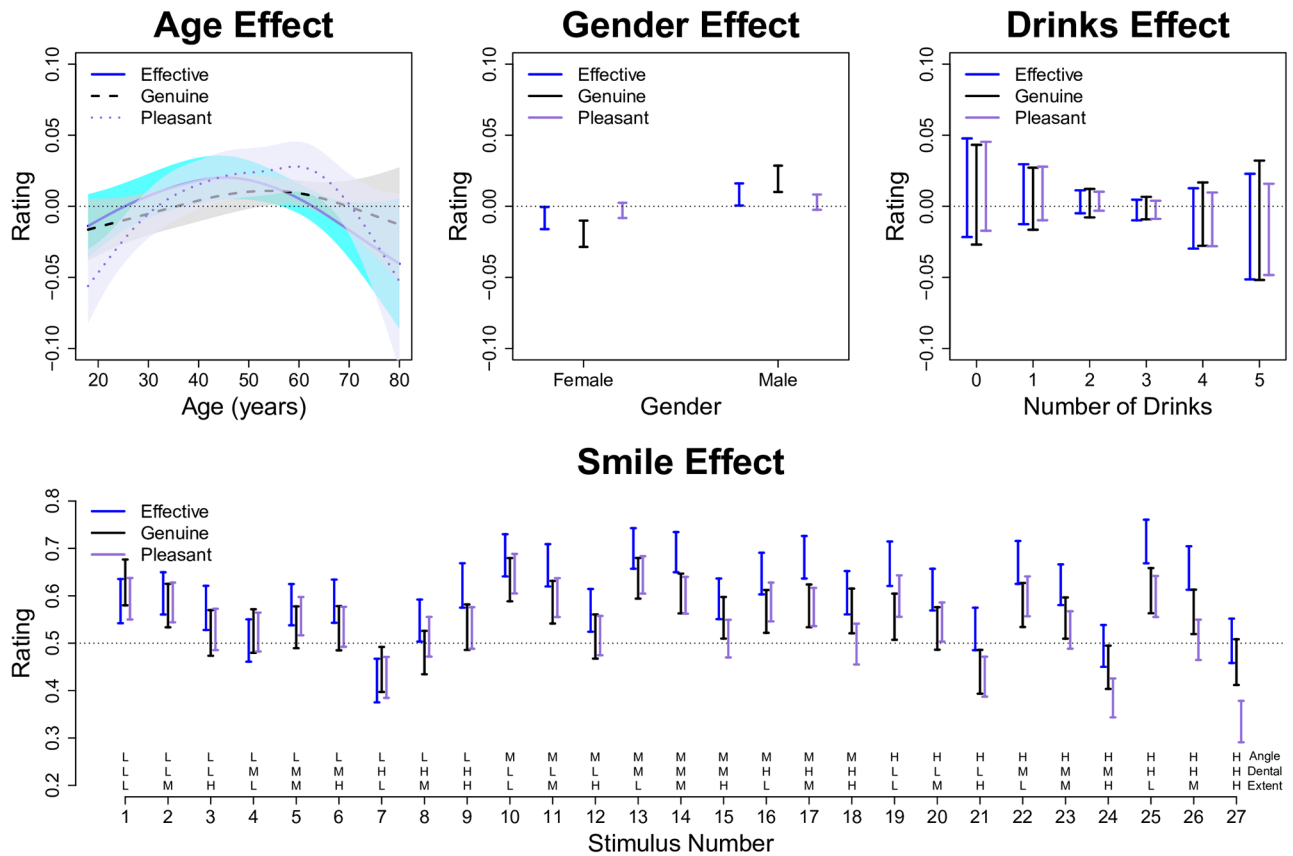 Age Effect
0.10
0.05
0.00
−0.05
−0.10
Rating
Effective
Genuine
Pleasant
20 30 40 50 60 70 80
Age (years)
Gender Effect
0.10
0.05
0.00
−0.05
−0.10
Rating
Effective
Genuine
Pleasant
Female Male
Gender
Drinks Effect
0.10
0.05
0.00
−0.05
−0.10
Rating
Effective
Genuine
Pleasant
0 1 2 3 4 5
Number of Drinks
Smile Effect
0.8
0.7
0.6
0.5
0.4
0.3
0.2
Rating
Effective
Genuine
Pleasant
L L L L L L L L L M M M M M M M M M H H H H H H H H H Angle
L L L M M M H H H L L L M M M H H H L L L M M M H H H Dental
L M H L M H L M H L M H L M H L M H L M H L M H L M H Extent
1 2 3 4 5 6 7 8 9 10 11 12 13 14 15 16 17 18 19 20 21 22 23 24 25 26 27
Stimulus Number